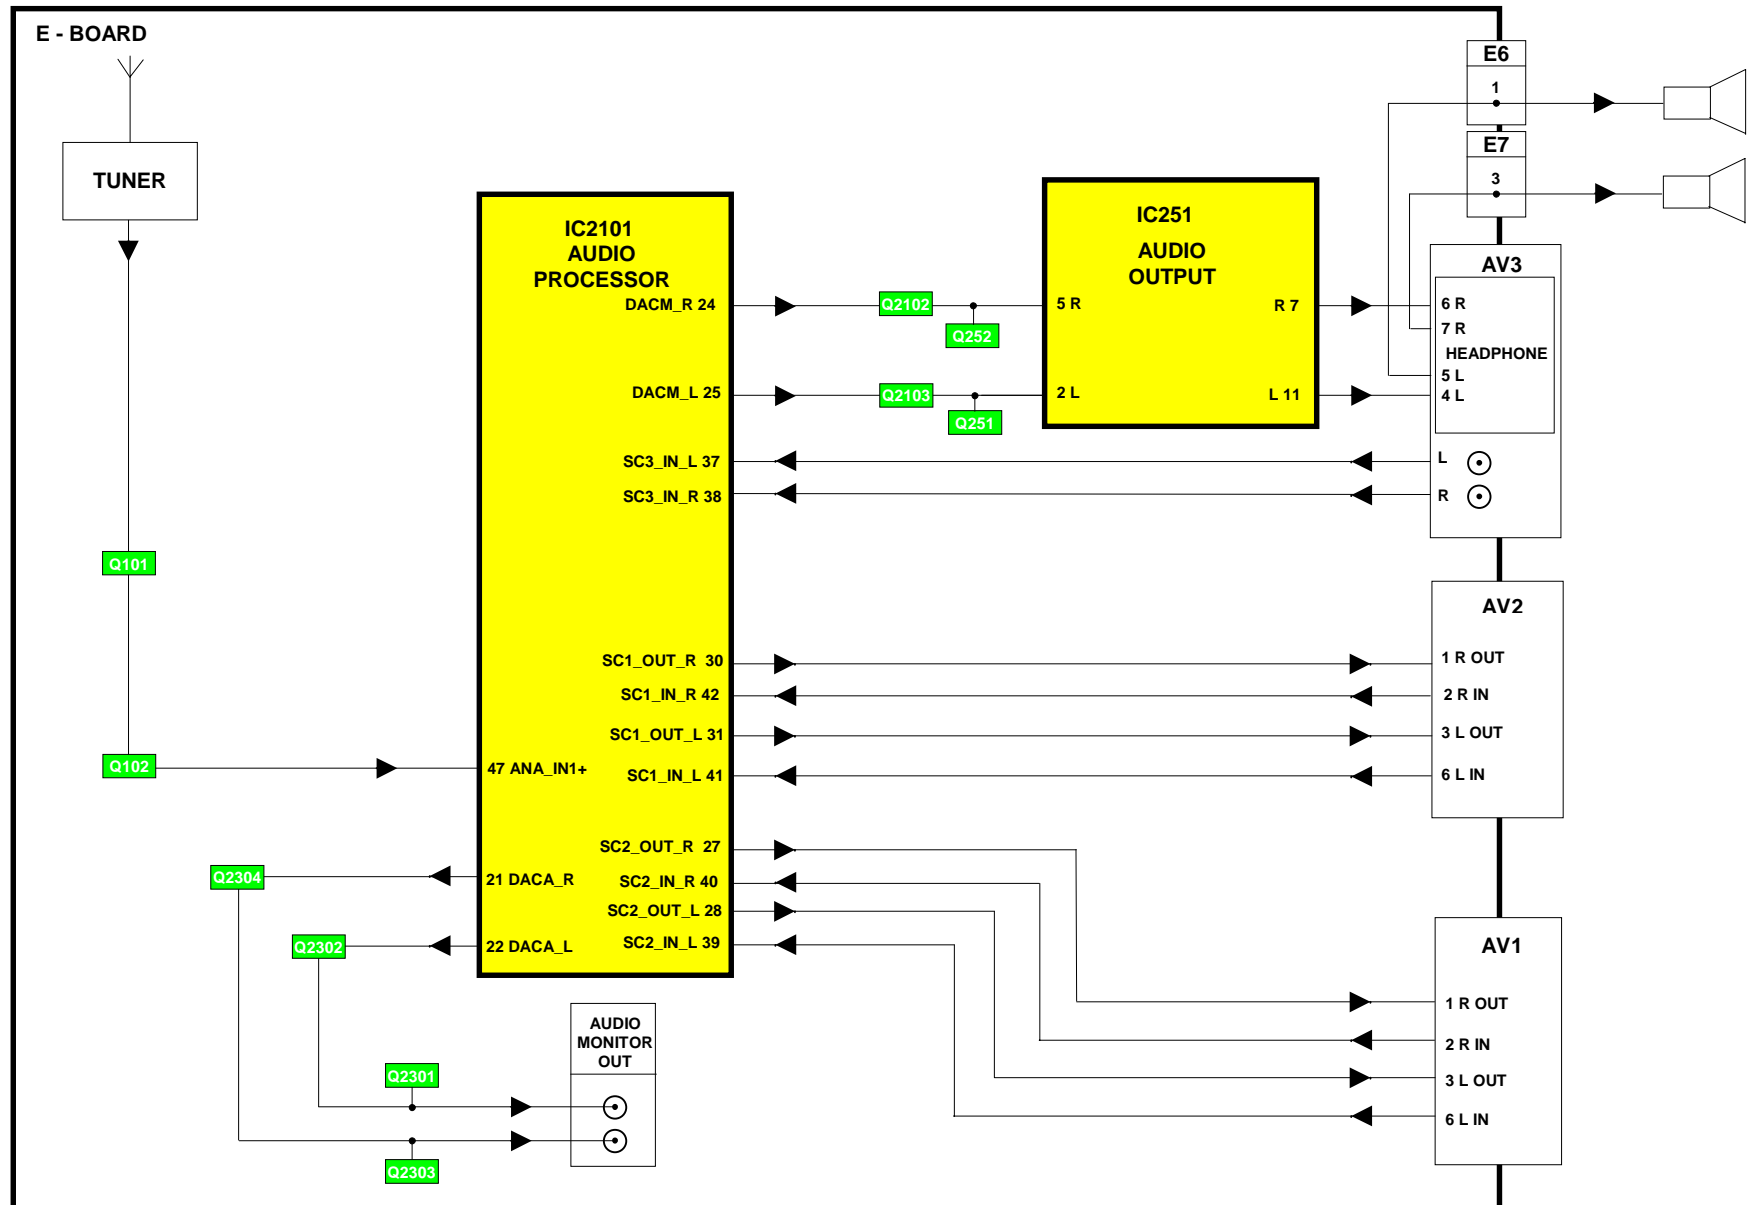 E - BOARD
TUNER
Q101
Q102
IC2101
AUDIO
PROCESSOR
DACM_R 24
DACM_L 25
SC3_IN_L 37
SC3_IN_R 38
SC1_OUT_R 30
SC1_IN_R 42
SC1_OUT_L 31
SC1_IN_L 41
47 ANA_IN1+
SC2_OUT_R 27
SC2_IN_R 40
SC2_OUT_L 28
SC2_IN_L 39
21 DACA_R
22 DACA_L
Q2304
Q2302
Q2301
Q2303
AUDIO
MONITOR
OUT
Q2102
Q252
Q2103
Q251
IC251
AUDIO
OUTPUT
5 R
R 7
2 L
L 11
E6
1
E7
3
AV3
6 R
7 R
HEADPHONE
5 L
4 L
L
R
AV2
1 R OUT
2 R IN
3 L OUT
6 L IN
AV1
1 R OUT
2 R IN
3 L OUT
6 L IN